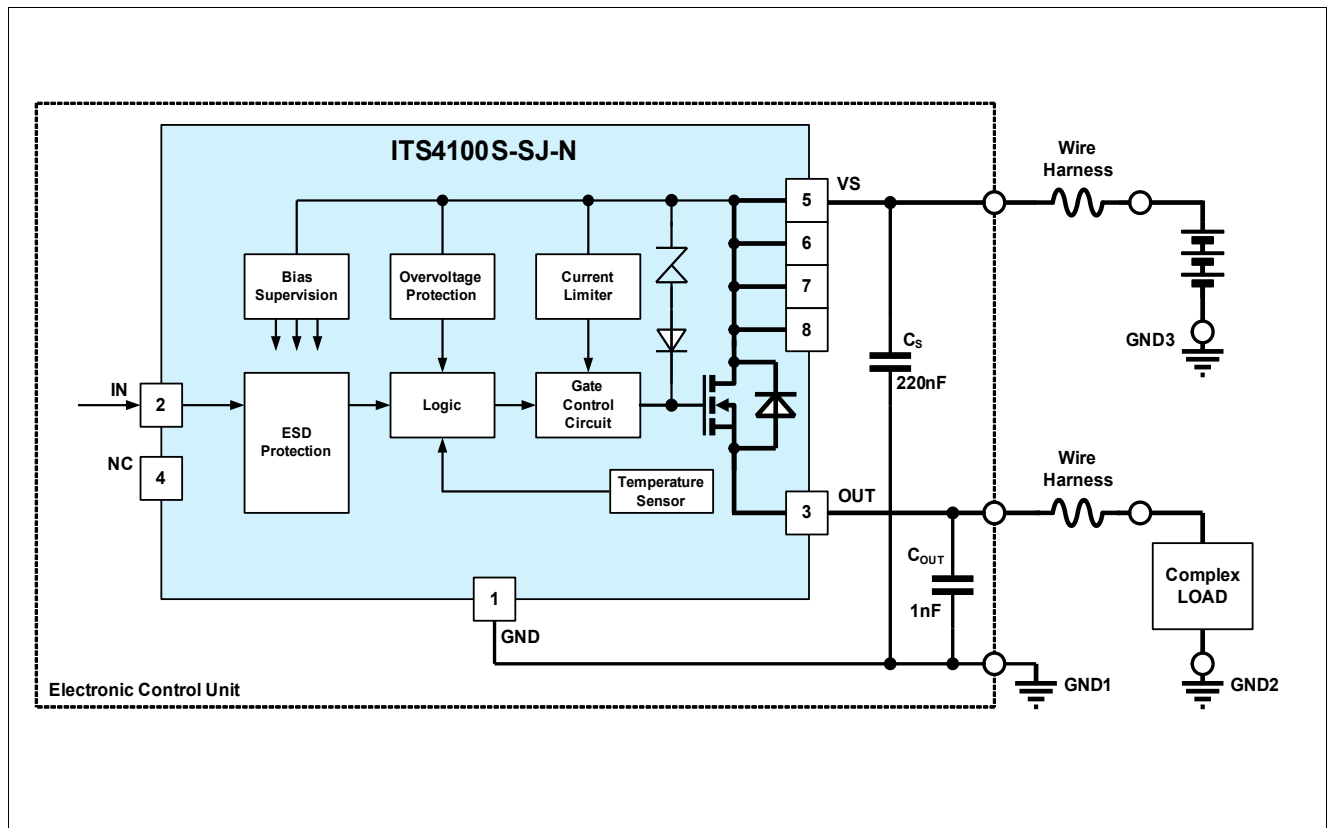 ITS4100S-SJ-N
Wire
Harness
VS
5
6
7
8
Bias
Supervision
Overvoltage
Protection
Current
Limiter
GND3
CS
220nF
IN
2
ESD
Protection
Logic
Gate
Control
Circuit
NC
4
Temperature
Sensor
3
OUT
Wire
Harness
COUT
1nF
Complex
LOAD
1
GND
Electronic Control Unit
GND1
GND2